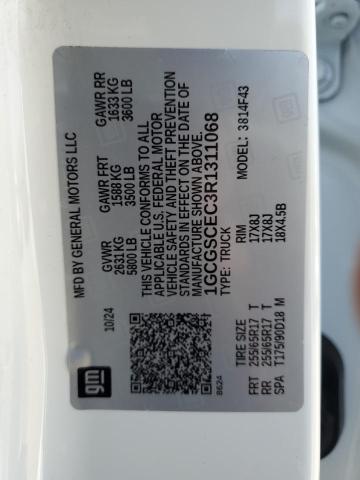 MFD BY GENERAL MOTORS LLC
10/24
GVWR GAWR FRT GAWR RR
2631 KG 1588 KG 1633 KG
5800 LB 3500 LB 3600 LB
THIS VEHICLE CONFORMS TO ALL
APPLICABLE U.S. FEDERAL MOTOR
VEHICLE SAFETY AND THEFT PREVENTION
STANDARDS IN EFFECT ON THE DATE OF
MANUFACTURE SHOWN ABOVE.
1GCPSCEC3R1311068
TYPE: TRUCK MODEL: 3814F43
TIRE SIZE RIM
FRT 255/65R17 T 17X8J
RR 255/65R17 T 17X8J
SPA T175/90D18 M 18X4.5B
gm
8624